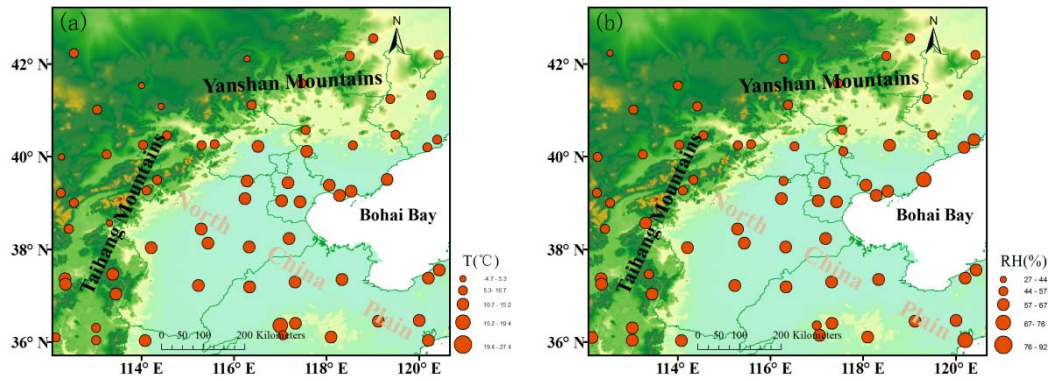 (a)
N
42° N
Yanshan Mountains
40° N
Taihang Mountains
Bohai Bay
North
China
Plain
38° N
T(℃)
-4.7 - 5.3
5.3- 10.7
10.7 - 15.2
15.2 - 19.4
19.4 - 27.4
0 50 100 200 Kilometers
36° N
114° E
116° E
118° E
120° E
(b)
N
42° N
Yanshan Mountains
40° N
Taihang Mountains
Bohai Bay
North
China
Plain
38° N
RH(%)
27 - 44
44 - 57
57 - 67
67- 76
76 - 92
0 50 100 200 Kilometers
36° N
114° E
116° E
118° E
120° E